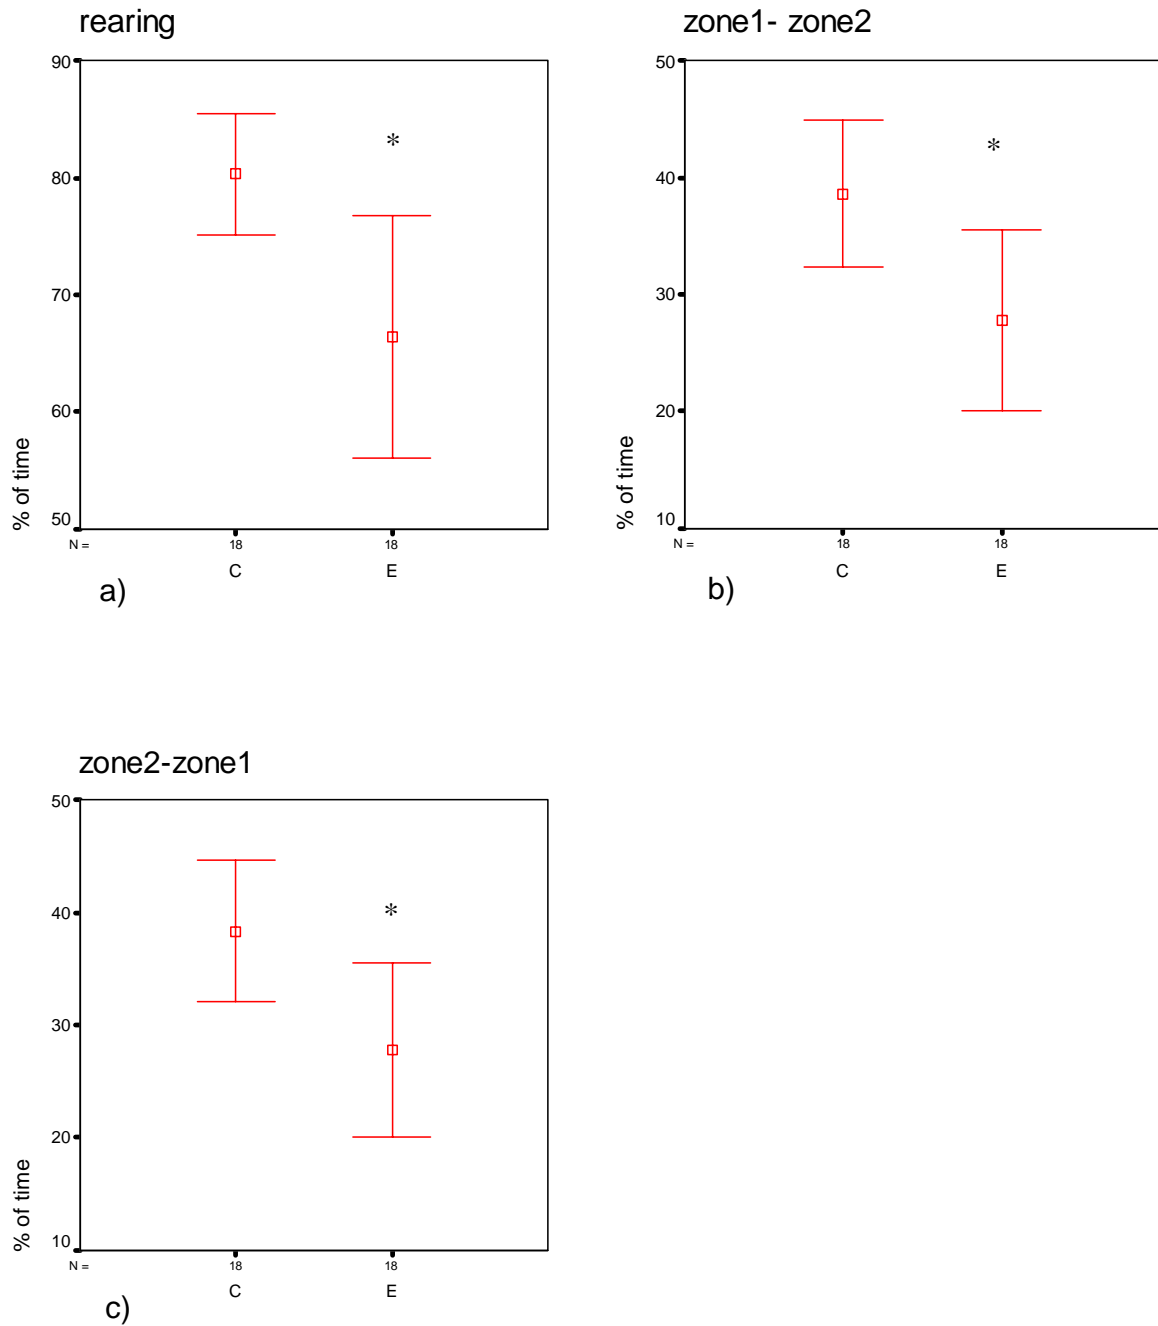 rearing
90
80
70
60
50
% of time
*
N =
18
18
C
E
a)
zone1- zone2
50
40
30
20
10
% of time
*
N =
18
18
C
E
b)
zone2-zone1
50
40
30
20
10
% of time
*
N =
18
18
C
E
c)